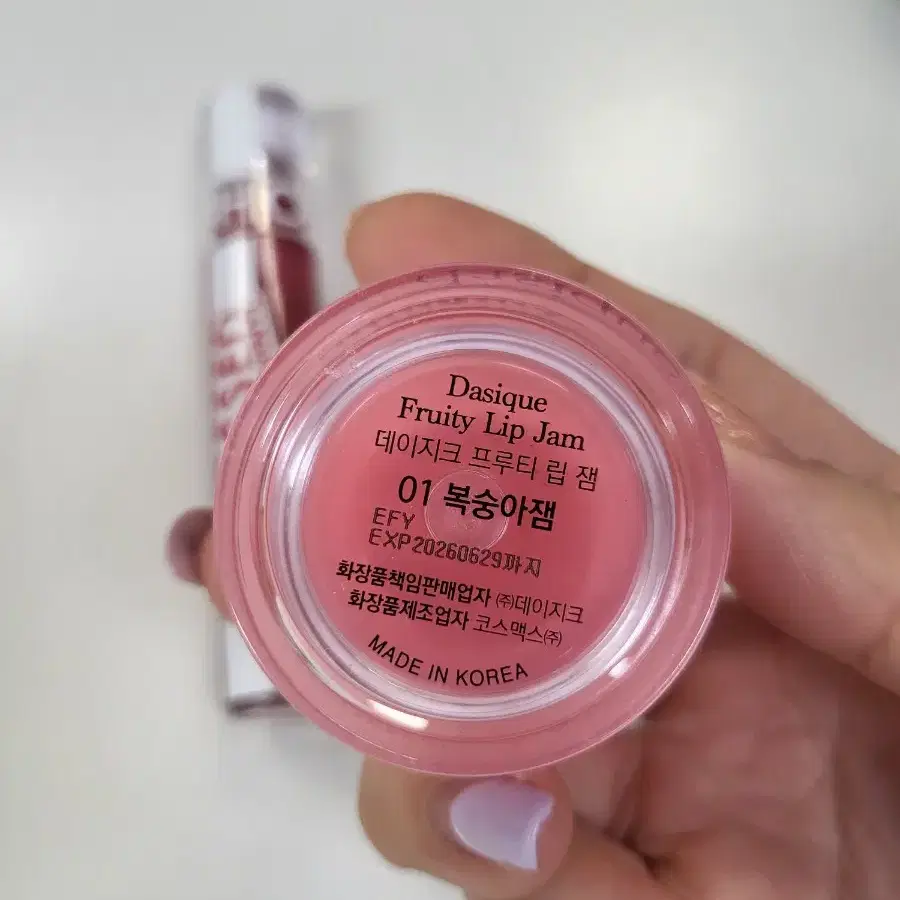 Dasique
Fruity Lip Jam
데이지크 프루티 립 잼
01 복숭아잼
EFY
EXP20260629까지
화장품책임판매업자 ㈜데이지크
화장품제조업자 코스맥스㈜
MADE IN KOREA